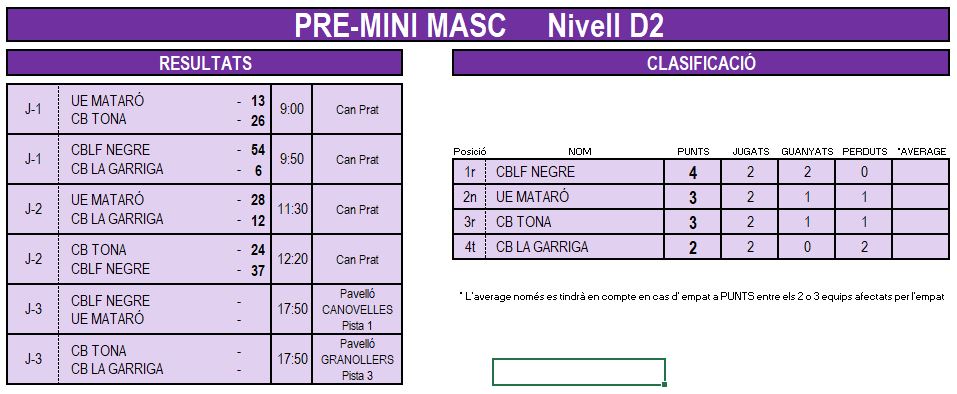 PRE-MINI MASC Nivell D2
RESULTATS
J-1
UE MATARÓ - 13
CB TONA - 26
9:00
Can Prat
J-1
CBLF NEGRE - 54
CB LA GARRIGA - 6
9:50
Can Prat
J-2
UE MATARÓ - 28
CB LA GARRIGA - 12
11:30
Can Prat
J-2
CB TONA - 24
CBLF NEGRE - 37
12:20
Can Prat
J-3
CBLF NEGRE -
UE MATARÓ -
17:50
Pavelló
CANOVELLES
Pista 1
J-3
CB TONA -
CB LA GARRIGA -
17:50
Pavelló
GRANOLLERS
Pista 3
CLASIFICACIÓ
Posició NOM PUNTS JUGATS GUANYATS PERDUTS *AVERAGE
1r CBLF NEGRE 4 2 2 0
2n UE MATARÓ 3 2 1 1
3r CB TONA 3 2 1 1
4t CB LA GARRIGA 2 2 0 2
* L'average només es tindrà en compte en cas d' empat a PUNTS entre els 2 o 3 equips afectats per l'empat